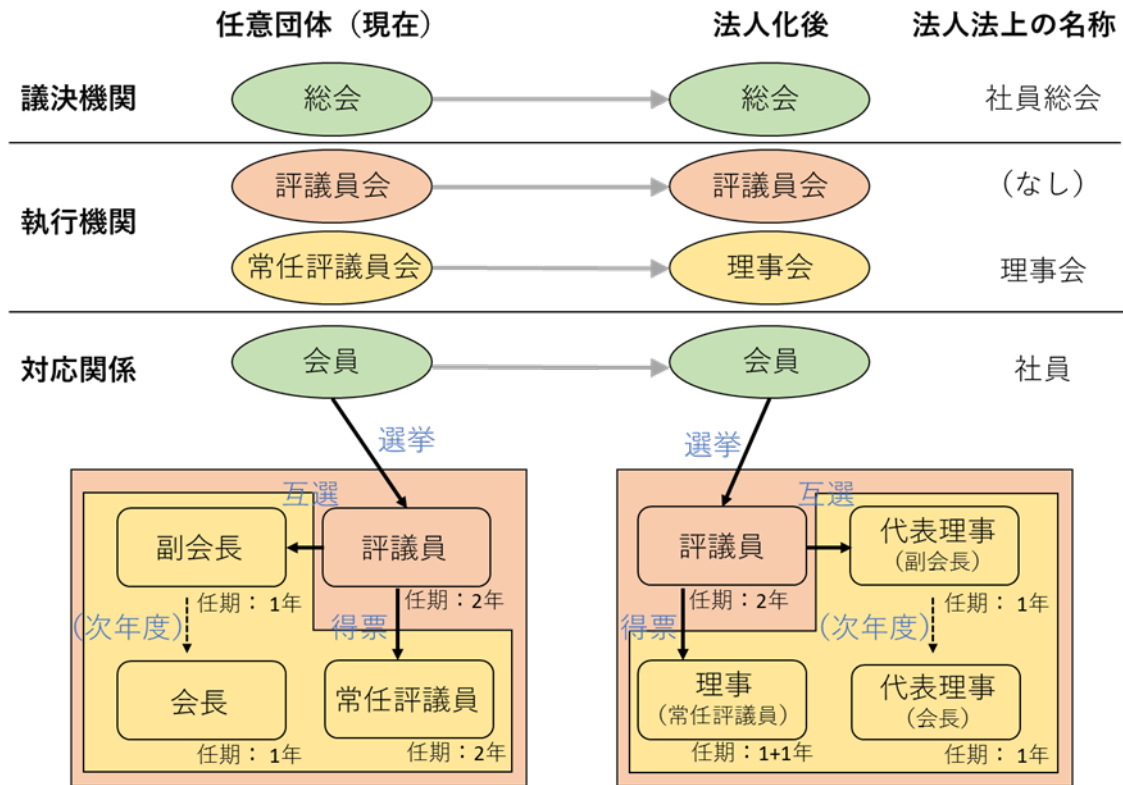 任意団体（現在）
法人化後
法人法上の名称
議決機関
総会
総会
社員総会
執行機関
評議員会
評議員会
（なし）
常任評議員会
理事会
理事会
対応関係
会員
会員
社員
選挙
選挙
互選
副会長
評議員
任期： 1年
任期：2年
(次年度)
得票
会長
常任評議員
任期： 1年
任期：2年
互選
評議員
代表理事
（副会長）
任期：2年
任期： 1年
得票
(次年度)
理事
（常任評議員）
代表理事
（会長）
任期：1+1年
任期： 1年